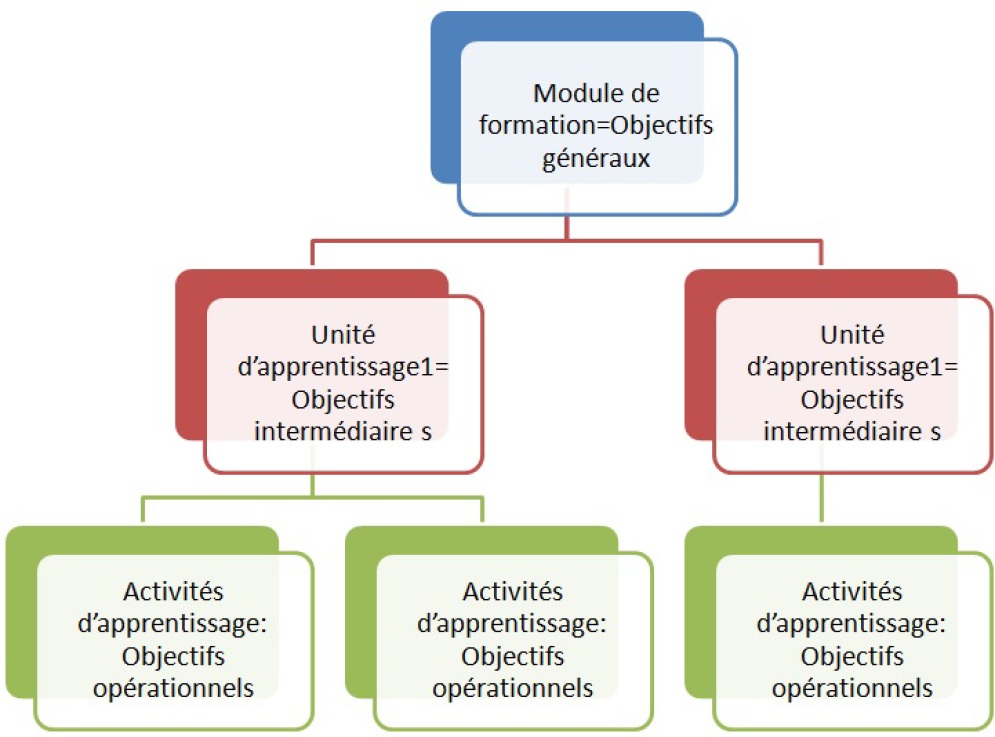 Module de
formation=Objectifs
généraux
Unité
d’apprentissage1=
Objectifs
intermédiaire s
Unité
d’apprentissage1=
Objectifs
intermédiaire s
Activités
d’apprentissage:
Objectifs
opérationnels
Activités
d’apprentissage:
Objectifs
opérationnels
Activités
d’apprentissage:
Objectifs
opérationnels